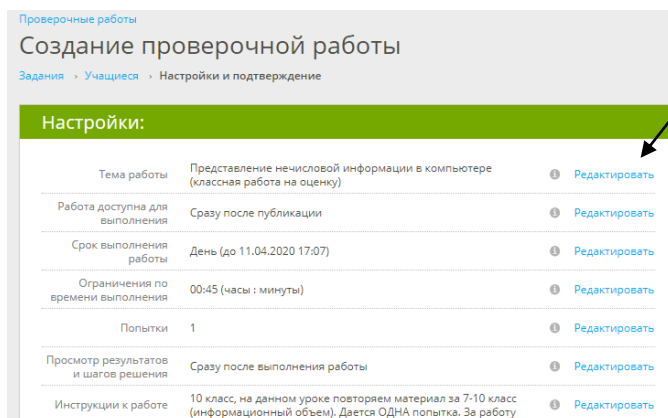 Проверочные работы
Создание проверочной работы
Задания › Учащиеся › Настройки и подтверждение
Настройки:
Тема работы
Представление нечисловой информации в компьютере
(классная работа на оценку)
Редактировать
Работа доступна для
выполнения
Сразу после публикации
Редактировать
Срок выполнения
работы
День (до 11.04.2020 17:07)
Редактировать
Ограничения по
времени выполнения
00:45 (часы : минуты)
Редактировать
Попытки
1
Редактировать
Просмотр результатов
и шагов решения
Сразу после выполнения работы
Редактировать
Инструкции к работе
10 класс, на данном уроке повторяем материал за 7-10 класс
(информационный объем). Дается ОДНА попытка. За работу
Редактировать